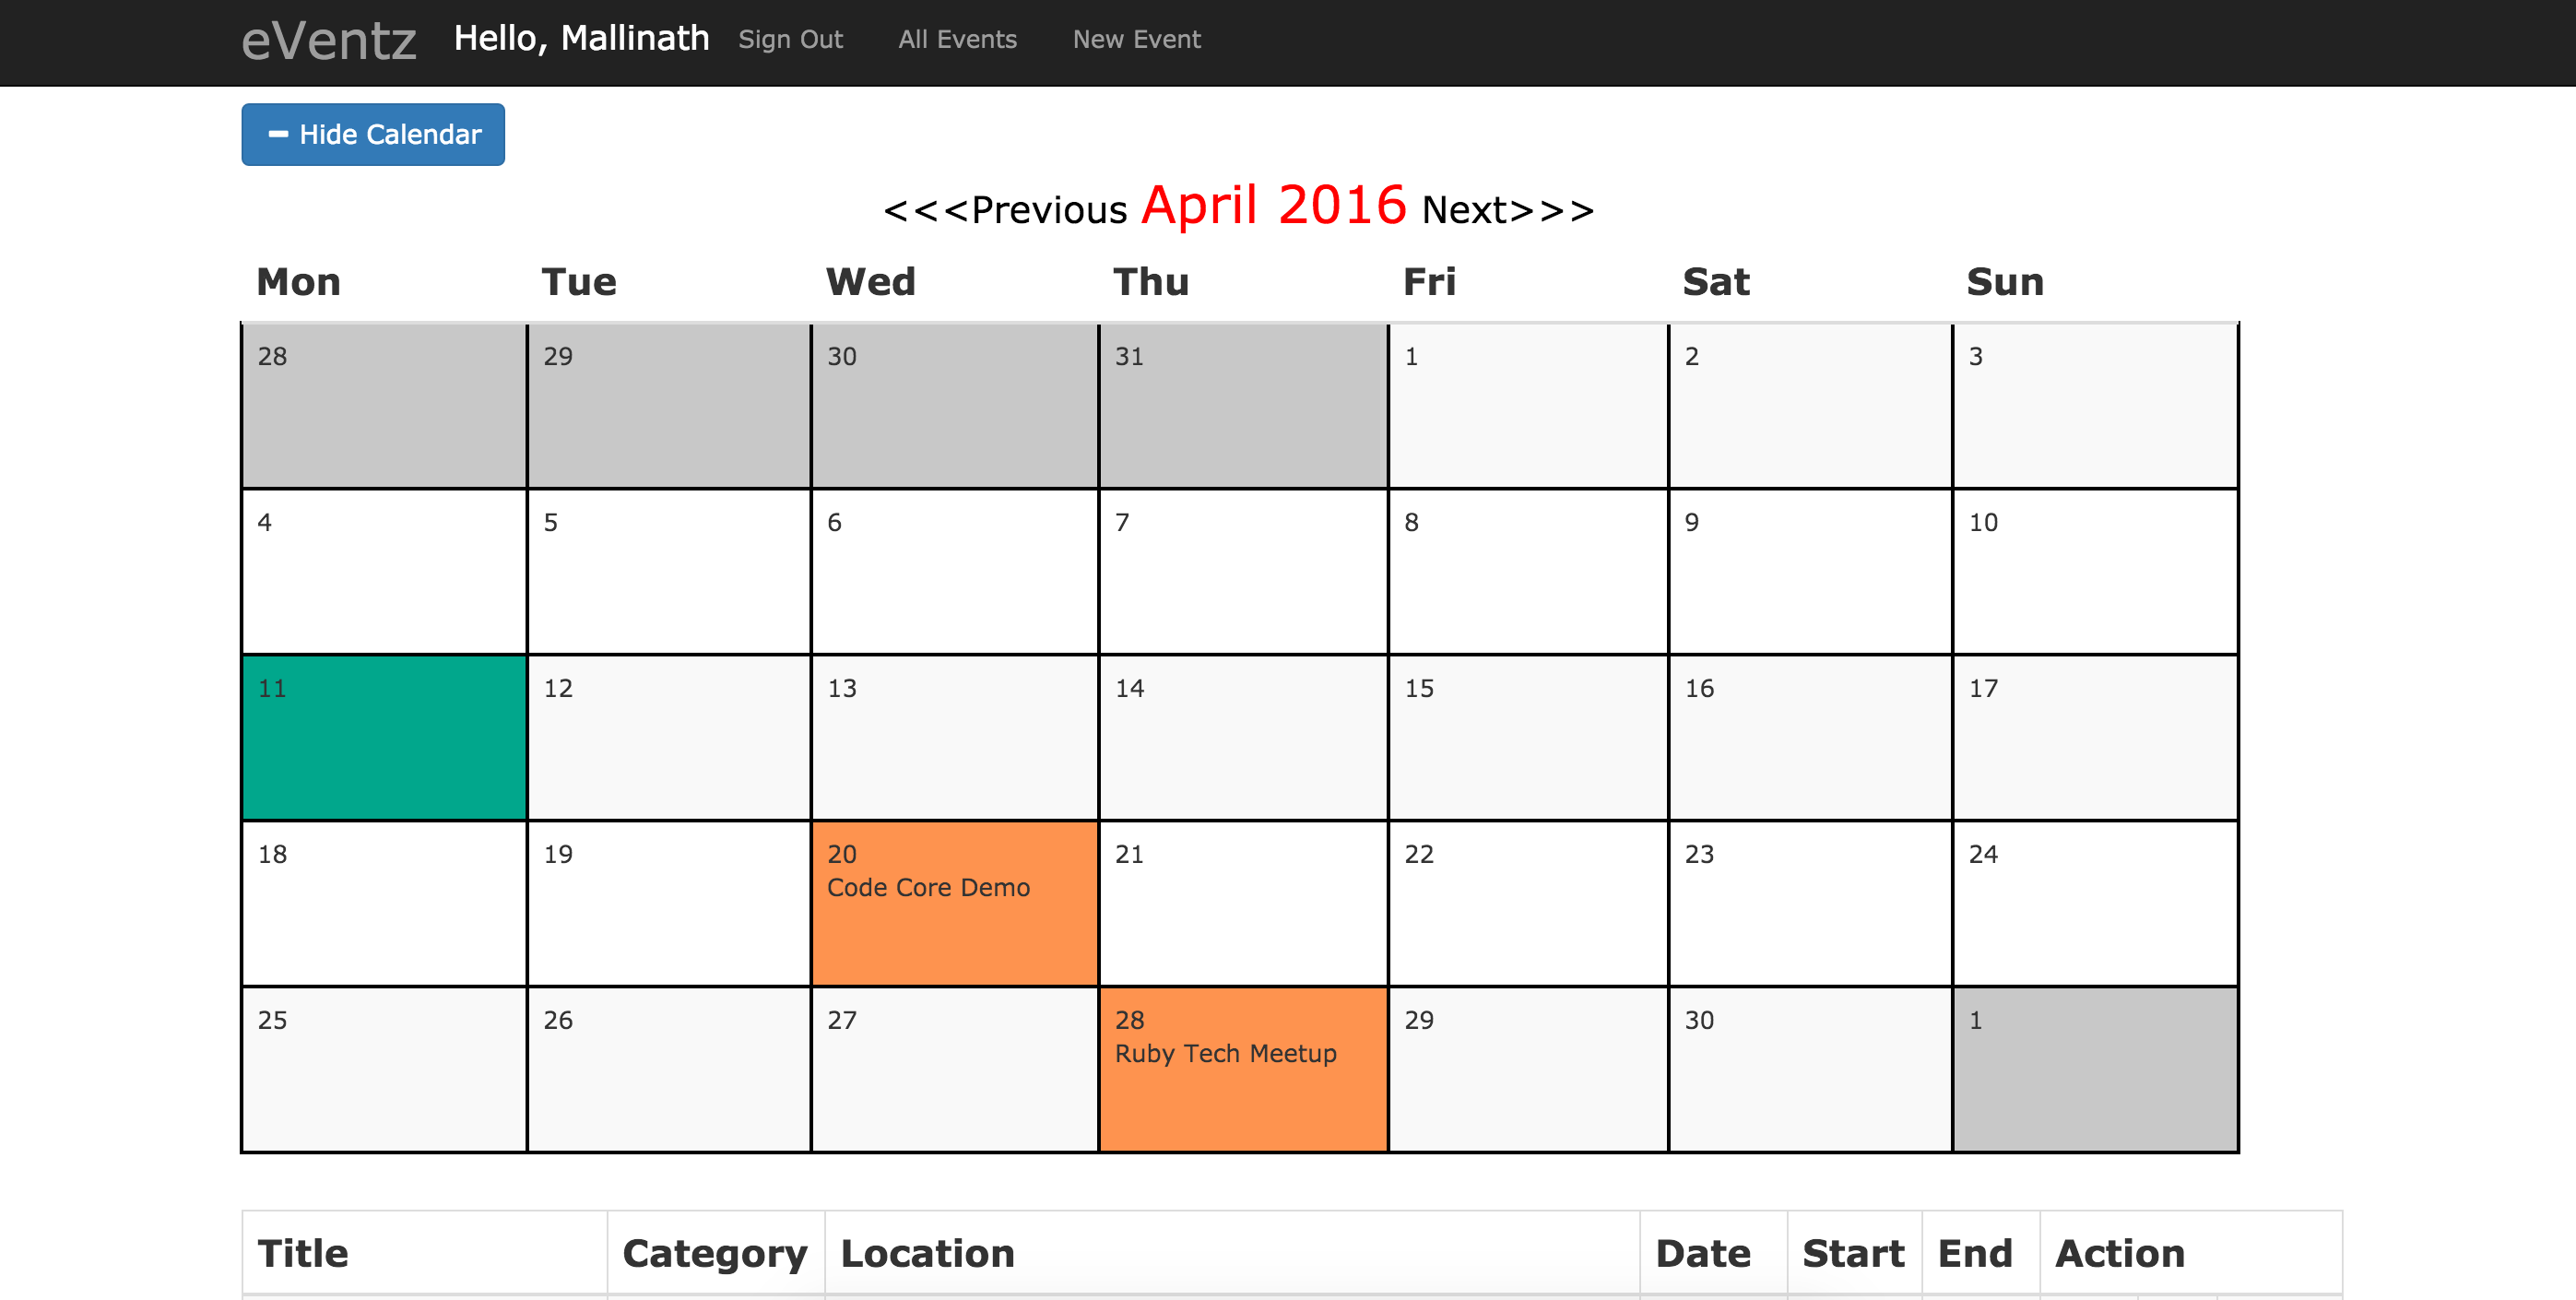 eVentz Hello, Mallinath Sign Out All Events New Event
Hide Calendar
<<<Previous April 2016 Next>>>
Mon Tue Wed Thu Fri Sat Sun
28 29 30 31 1 2 3
4 5 6 7 8 9 10
11 12 13 14 15 16 17
18 19 20 21 22 23 24
Code Core Demo
25 26 27 28 29 30 1
Ruby Tech Meetup
Title Category Location Date Start End Action